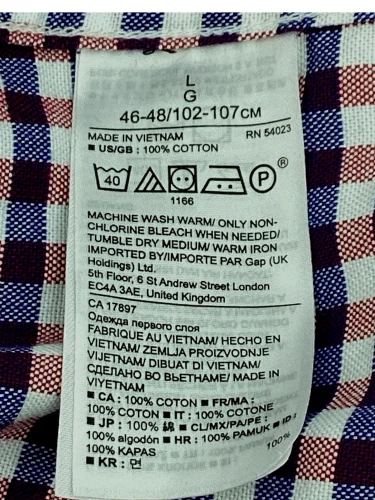 L
G
46-48/102-107CM
MADE IN VIETNAM RN 54023
■ US/GB : 100% COTTON
40 P ®
1166
MACHINE WASH WARM/ ONLY NON-
CHLORINE BLEACH WHEN NEEDED/
TUMBLE DRY MEDIUM/ WARM IRON
IMPORTED BY/IMPORTE PAR Gap (UK
Holdings) Ltd.
5th Floor, 6 St Andrew Street London
EC4A 3AE, United Kingdom
CA 17897
Одежда первого слоя
FABRIQUE AU VIETNAM/ HECHO EN
VIETNAM/ ZEMLJA PROIZVODNJE
VIJETNAM/ DIBUAT DI VIETNAM/
СДЕЛАНО ВО ВЬЕТНАМЕ/ MADE IN
VIYETNAM
■ CA : 100% COTON ■ FR/MA :
100% COTON ■ IT : 100% COTONE
■ JP : 100% 綿 ■ CL/MX/PA/PE :
100% algodón ■ HR : 100% PAMUK ■ ID :
100% KAPAS 100%
■ KR : 면